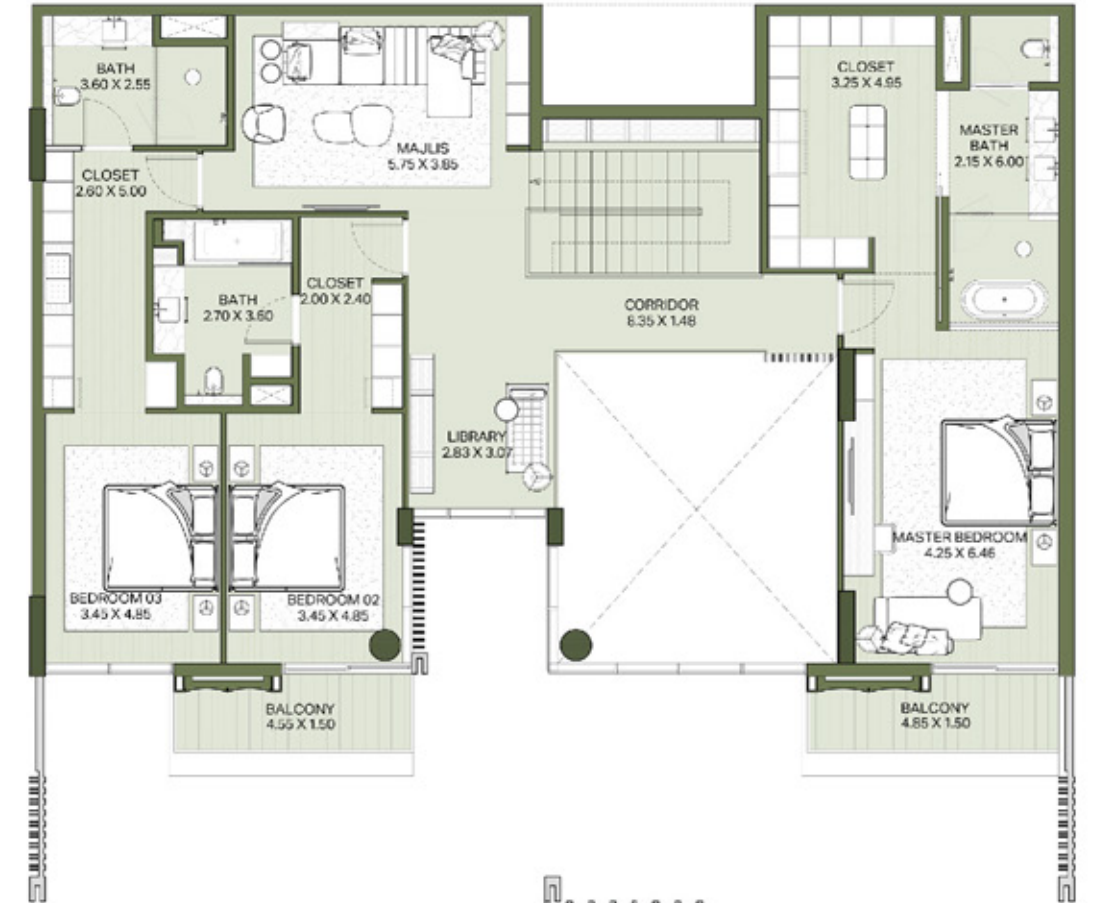 BATH
3.60 X 2.55
CLOSET
2.60 X 5.00
MAJLIS
5.75 X 3.85
CLOSET
3.25 X 4.95
MASTER
BATH
2.15 X 6.00
BATH
2.70 X 3.60
CLOSET
2.00 X 2.40
CORRIDOR
8.35 X 1.48
LIBRARY
2.83 X 3.07
MASTER BEDROOM
4.25 X 6.46
BEDROOM 03
3.45 X 4.85
BEDROOM 02
3.45 X 4.85
BALCONY
4.55 X 1.50
BALCONY
4.85 X 1.50